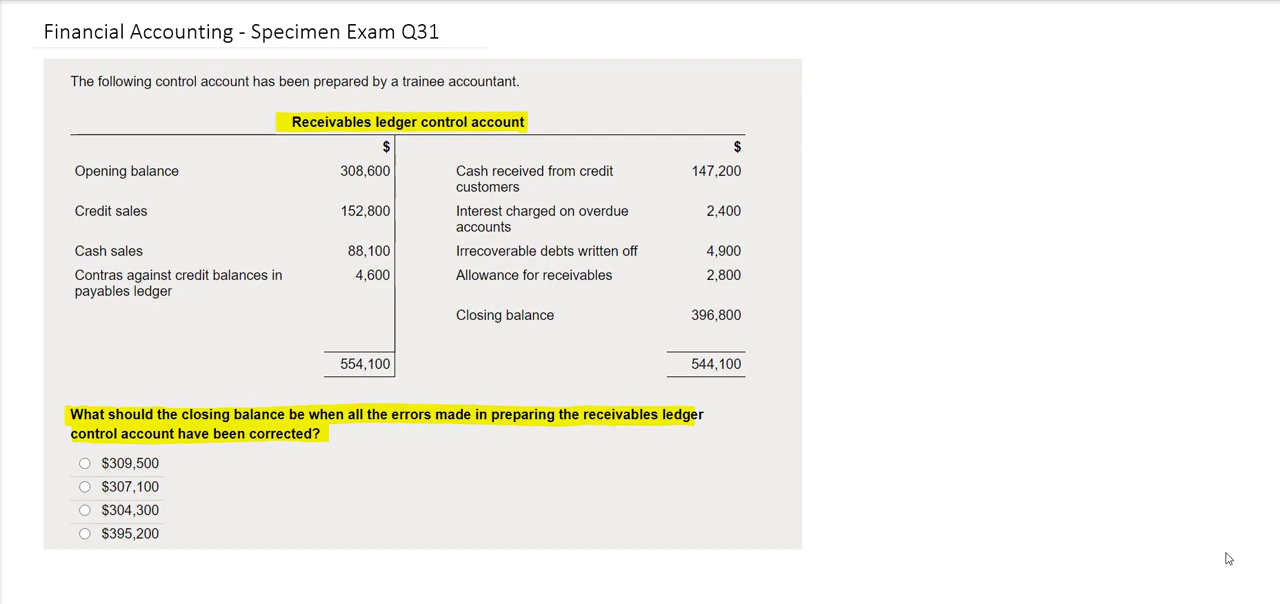 Financial Accounting - Specimen Exam Q31
The following control account has been prepared by a trainee accountant.
Receivables ledger control account
$ $
Opening balance 308,600 Cash received from credit 147,200
customers
Credit sales 152,800 Interest charged on overdue 2,400
accounts
Cash sales 88,100 Irrecoverable debts written off 4,900
Contras against credit balances in 4,600 Allowance for receivables 2,800
payables ledger
Closing balance 396,800
554,100 544,100
What should the closing balance be when all the errors made in preparing the receivables ledger
control account have been corrected?
$309,500
$307,100
$304,300
$395,200